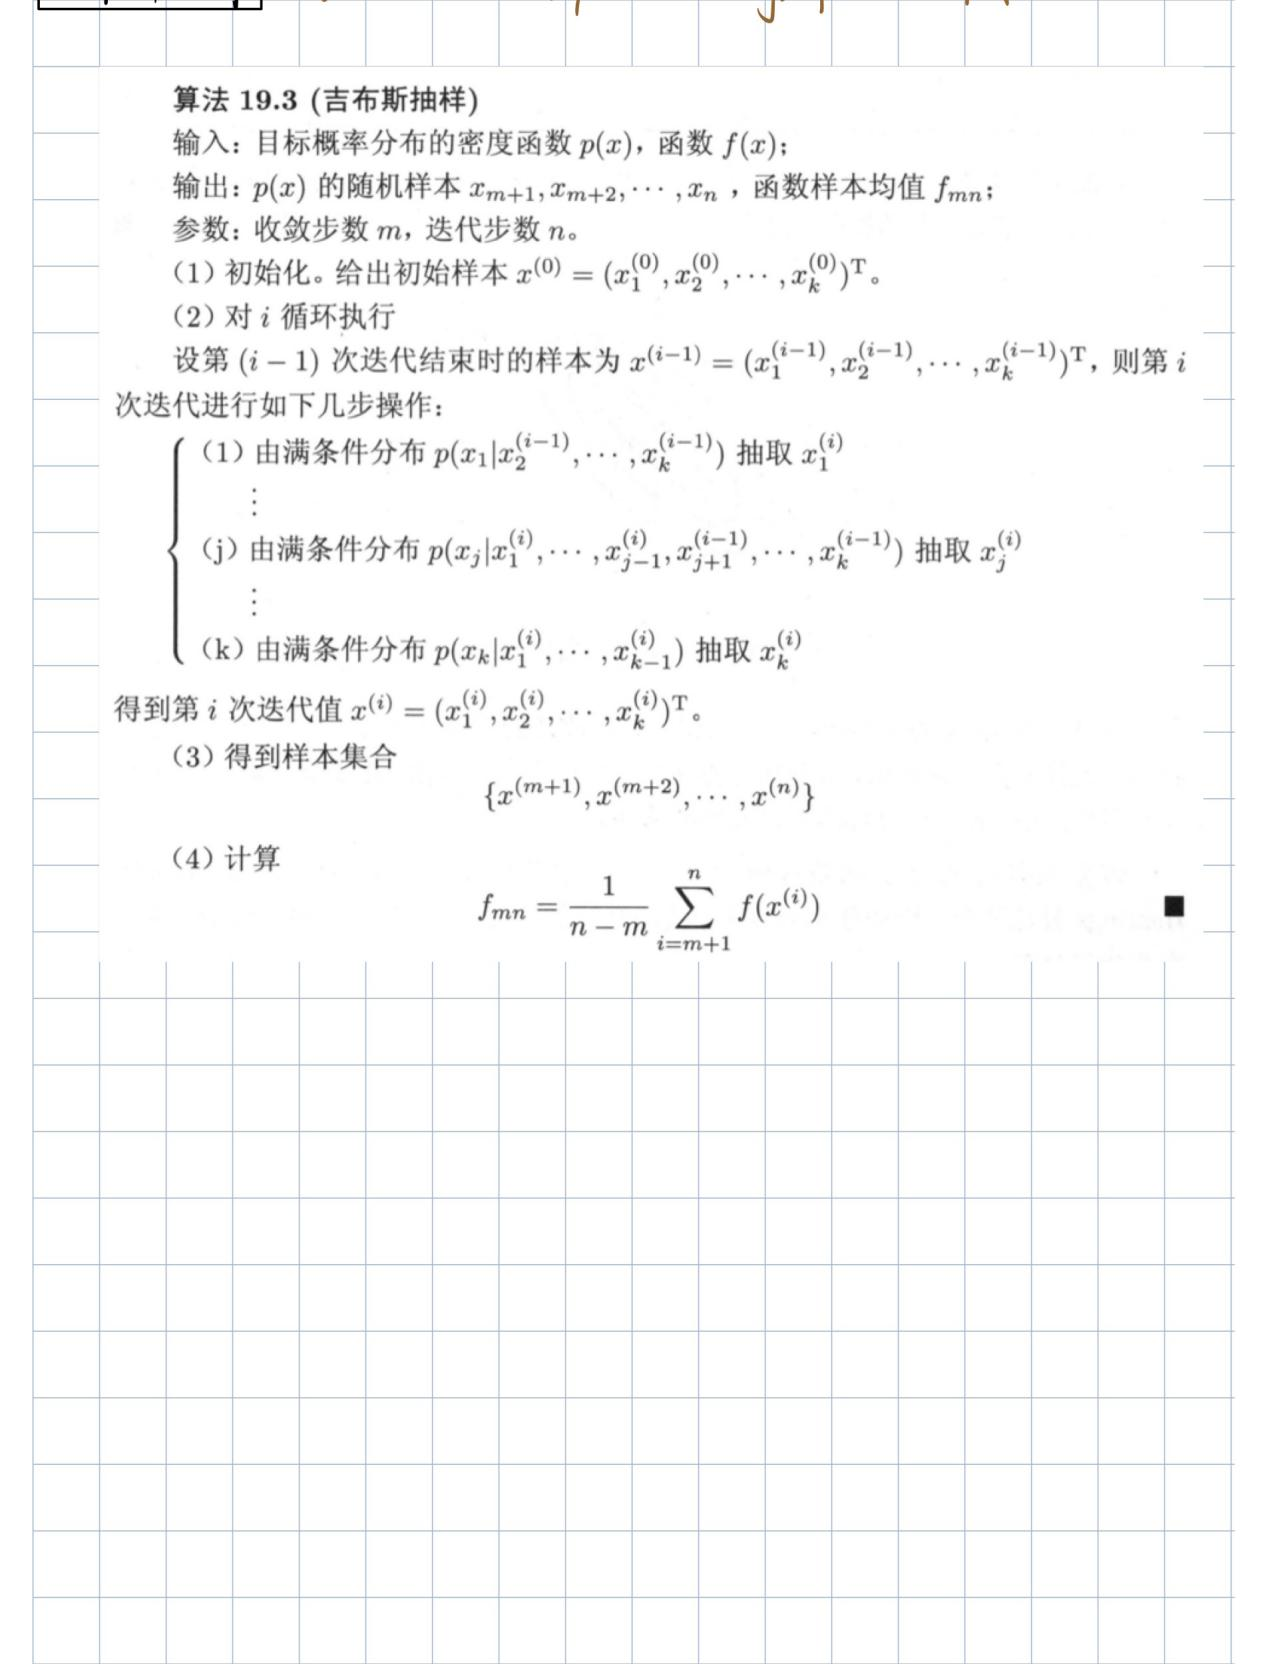 算法 19.3 (吉布斯抽样)
输入：目标概率分布的密度函数 p(x)，函数 f(x)；
输出：p(x) 的随机样本 x_{m+1}, x_{m+2}, ⋯ , x_n ，函数样本均值 f_{mn}；
参数：收敛步数 m，迭代步数 n。
（1）初始化。给出初始样本 x^{(0)} = (x_1^{(0)}, x_2^{(0)}, ⋯ , x_k^{(0)})^T。
（2）对 i 循环执行
设第 (i − 1) 次迭代结束时的样本为 x^{(i−1)} = (x_1^{(i−1)}, x_2^{(i−1)}, ⋯ , x_k^{(i−1)})^T，则第 i
次迭代进行如下几步操作：
（1）由满条件分布 p(x_1|x_2^{(i−1)}, ⋯ , x_k^{(i−1)}) 抽取 x_1^{(i)}
⋮
（j）由满条件分布 p(x_j|x_1^{(i)}, ⋯ , x_{j−1}^{(i)}, x_{j+1}^{(i−1)}, ⋯ , x_k^{(i−1)}) 抽取 x_j^{(i)}
⋮
（k）由满条件分布 p(x_k|x_1^{(i)}, ⋯ , x_{k−1}^{(i)}) 抽取 x_k^{(i)}
得到第 i 次迭代值 x^{(i)} = (x_1^{(i)}, x_2^{(i)}, ⋯ , x_k^{(i)})^T。
（3）得到样本集合
{x^{(m+1)}, x^{(m+2)}, ⋯ , x^{(n)}}
（4）计算
f_{mn} = \frac{1}{n − m} \sum_{i=m+1}^{n} f(x^{(i)}) ■